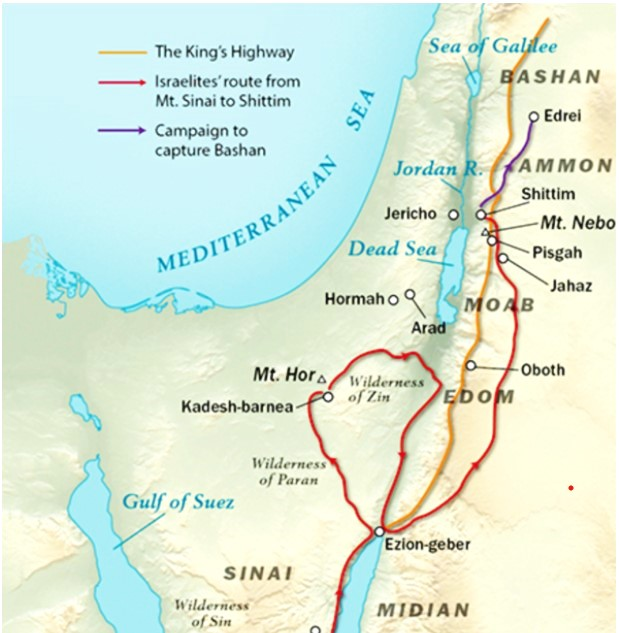 The King's Highway
Israelites' route from
Mt. Sinai to Shittim
Campaign to
capture Bashan
MEDITERRANEAN SEA
Sea of Galilee
BASHAN
Edrei
AMMON
Jordan R.
Shittim
Jericho
Mt. Nebo
Dead Sea
Pisgah
Jahaz
Hormah
MOAB
Arad
Mt. Hor
Wilderness
of Zin
Oboth
Kadesh-barnea
EDOM
Wilderness
of Paran
Gulf of Suez
Ezion-geber
SINAI
Wilderness
of Sin
MIDIAN